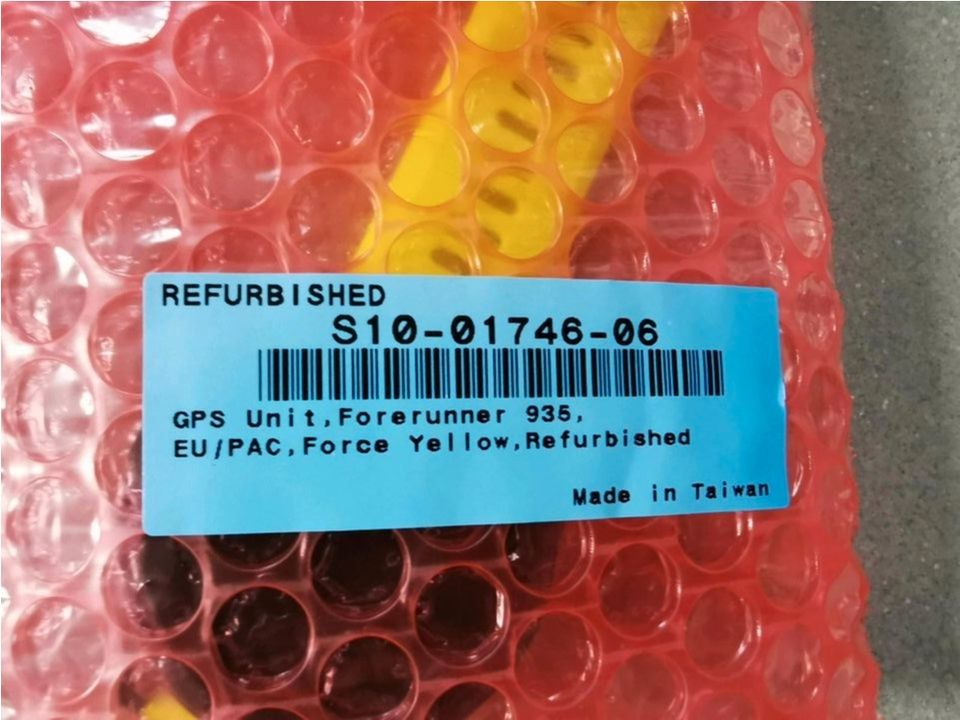 REFURBISHED
S10-01746-06
GPS Unit,Forerunner 935,
EU/PAC,Force Yellow,Refurbished
Made in Taiwan